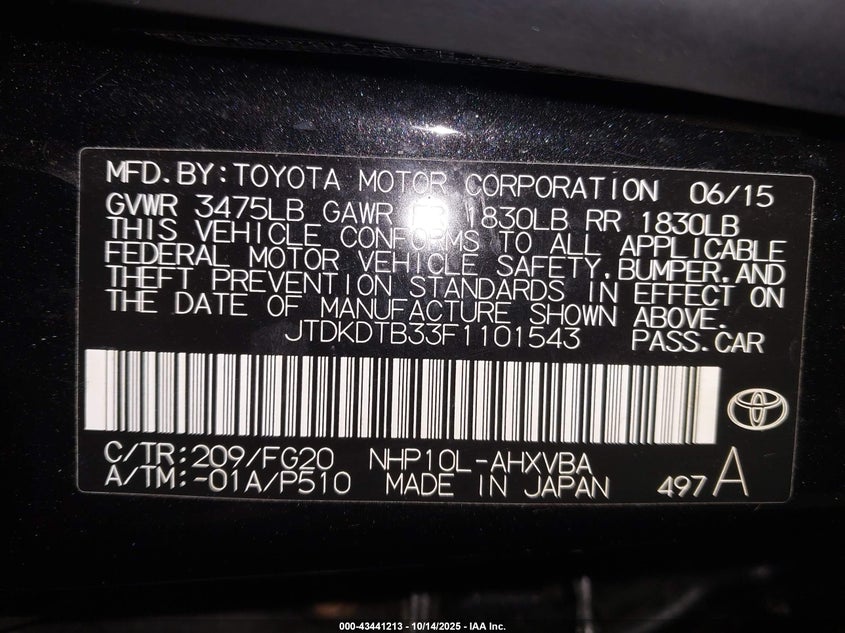 MFD.BY:TOYOTA MOTOR CORPORATION 06/15
GVWR 3475LB GAWR FR 1830LB RR 1830LB
THIS VEHICLE CONFORMS TO ALL APPLICABLE
FEDERAL MOTOR VEHICLE SAFETY,BUMPER,AND
THEFT PREVENTION STANDARDS IN EFFECT ON
THE DATE OF MANUFACTURE SHOWN ABOVE.
JTDKDTB33F1101543 PASS.CAR
C/TR:209/FG20 NHP10L-AHXVBA
A/TM:-01A/P510 MADE IN JAPAN 497A
000-43441213 - 10/14/2025 - IAA Inc.